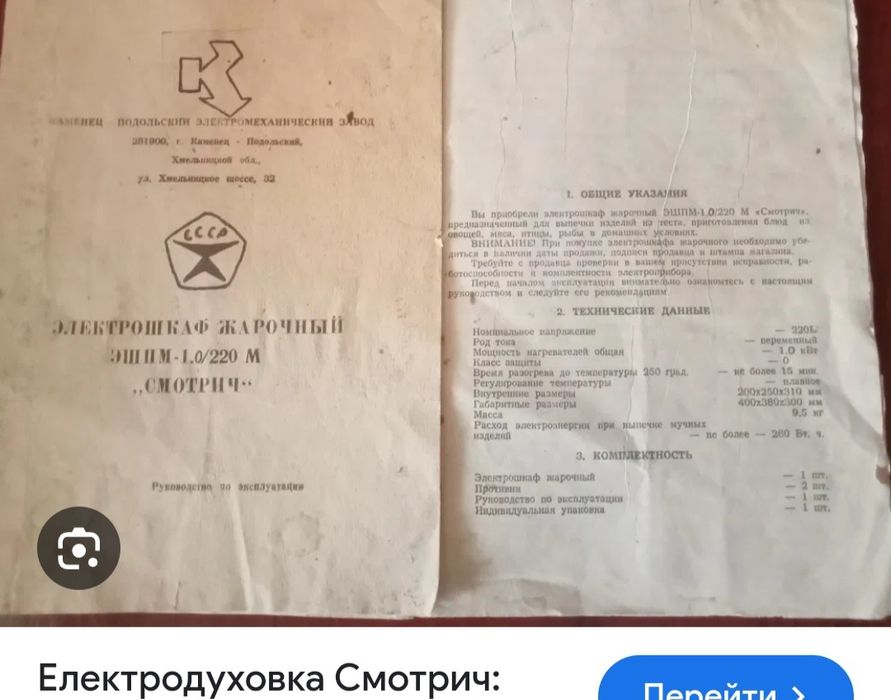 КАМЕНЕЦ - ПОДОЛЬСКИЙ ЭЛЕКТРОМЕХАНИЧЕСКИЙ ЗАВОД
281900, г. Каменец - Подольский,
Хмельницкой обл.,
ул. Хмельницкое шоссе, 32
СССР
ЭЛЕКТРОШКАФ ЖАРОЧНЫЙ
ЭШПМ-1.0/220 М
„СМОТРИЧ“
Руководство по эксплуатации
1. ОБЩИЕ УКАЗАНИЯ
Вы приобрели электрошкаф жарочный ЭШПМ-1.0/220 М «Смотрич»,
предназначенный для выпечки изделий из теста, приготовления блюд из
овощей, мяса, птицы, рыбы в домашних условиях.
ВНИМАНИЕ! При покупке электрошкафа жарочного необходимо убе-
диться в наличии даты продажи, подписи продавца и штампа магазина.
Требуйте с продавца проверки в вашем присутствии исправности, ра-
ботоспособности и комплектности электроприбора.
Перед началом эксплуатации внимательно ознакомьтесь с настоящим
руководством и следуйте его рекомендациям.
2. ТЕХНИЧЕСКИЕ ДАННЫЕ
Номинальное напряжение — 220В
Род тока — переменный
Мощность нагревателей общая — 1.0 кВт
Класс защиты — 0
Время разогрева до температуры 250 град. — не более 15 мин.
Регулирование температуры — плавное
Внутренние размеры 200x250x310 мм
Габаритные размеры 400x380x300 мм
Масса 9,5 кг
Расход электроэнергии при выпечке мучных
изделий — не более — 260 Вт. ч.
3. КОМПЛЕКТНОСТЬ
Электрошкаф жарочный — 1 шт.
Противни — 2 шт.
Руководство по эксплуатации — 1 шт.
Индивидуальная упаковка — 1 шт.
Електродуховка Смотрич:
Перейти